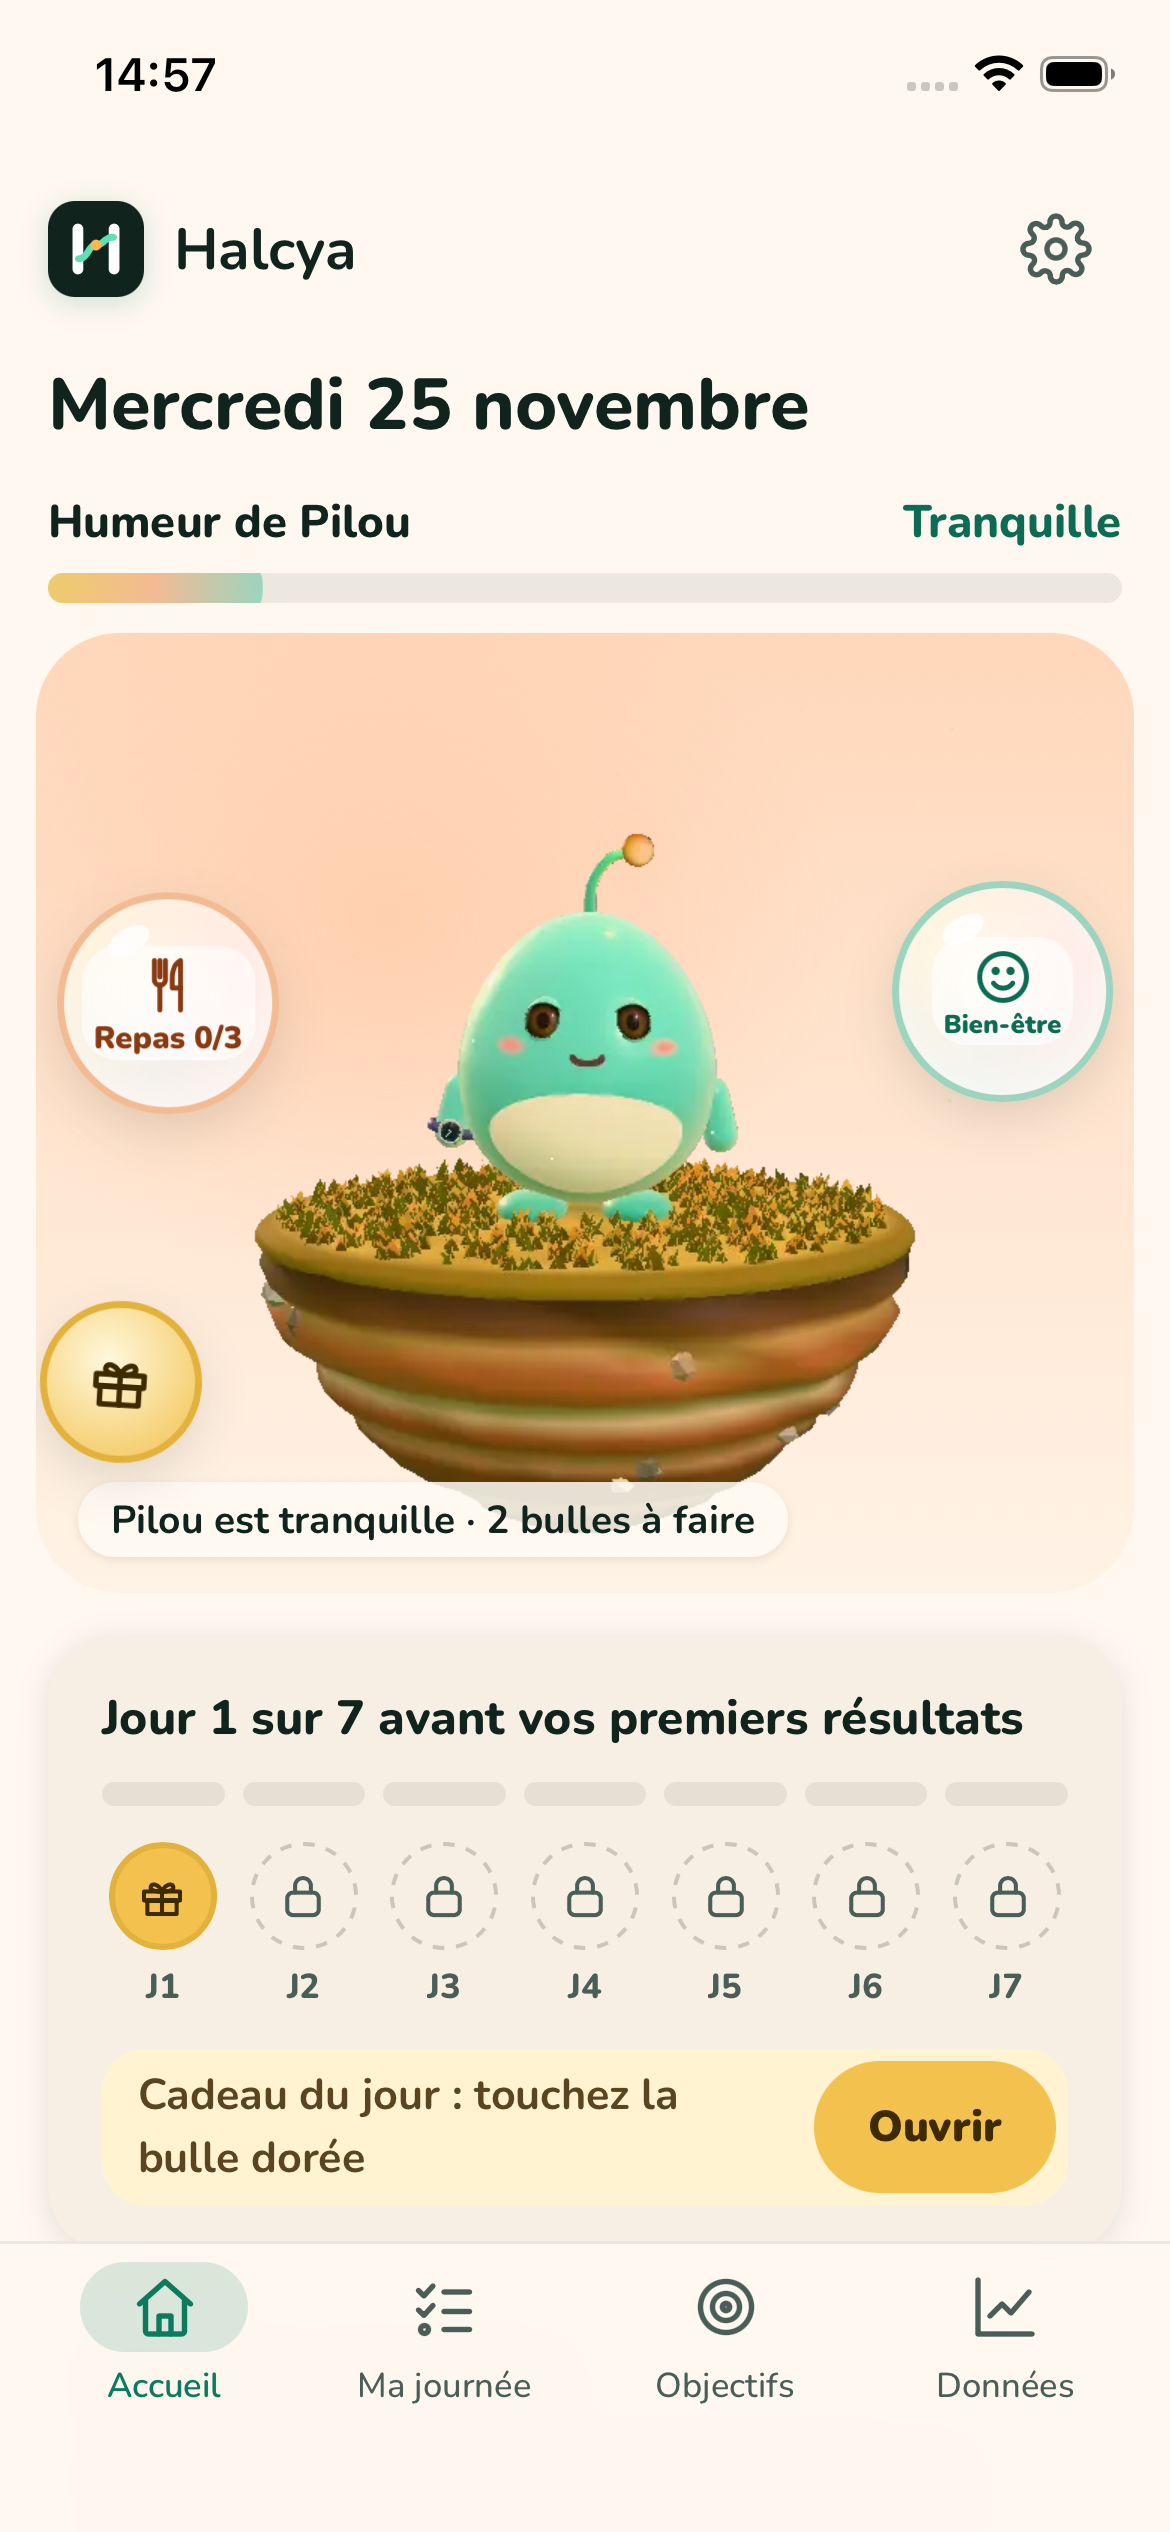 14:57
Halcya
Mercredi 25 novembre
Humeur de Pilou
Tranquille
Repas 0/3
Bien-être
Pilou est tranquille · 2 bulles à faire
Jour 1 sur 7 avant vos premiers résultats
J1
J2
J3
J4
J5
J6
J7
Cadeau du jour : touchez la
bulle dorée
Ouvrir
Accueil
Ma journée
Objectifs
Données